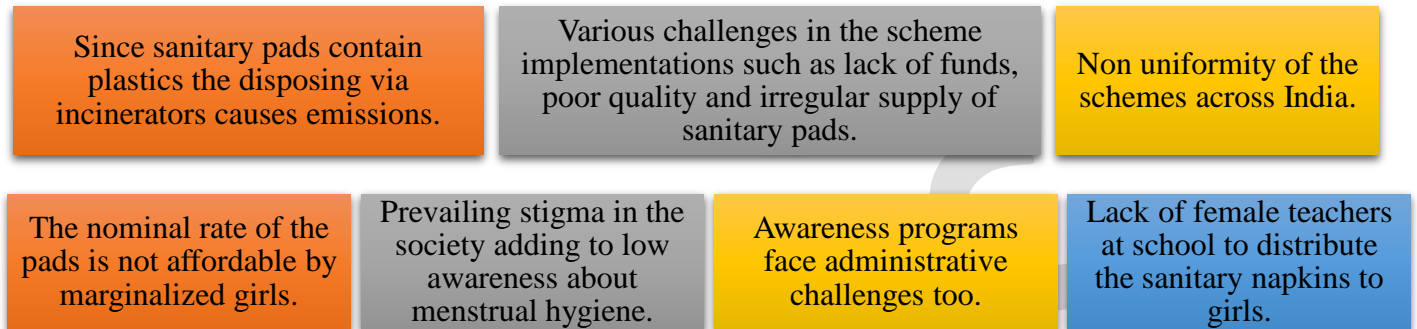 Since sanitary pads contain
plastics the disposing via
incinerators causes emissions.
Various challenges in the scheme
implementations such as lack of funds,
poor quality and irregular supply of
sanitary pads.
Non uniformity of the
schemes across India.
The nominal rate of the
pads is not affordable by
marginalized girls.
Prevailing stigma in the
society adding to low
awareness about
menstrual hygiene.
Awareness programs
face administrative
challenges too.
Lack of female teachers
at school to distribute
the sanitary napkins to
girls.